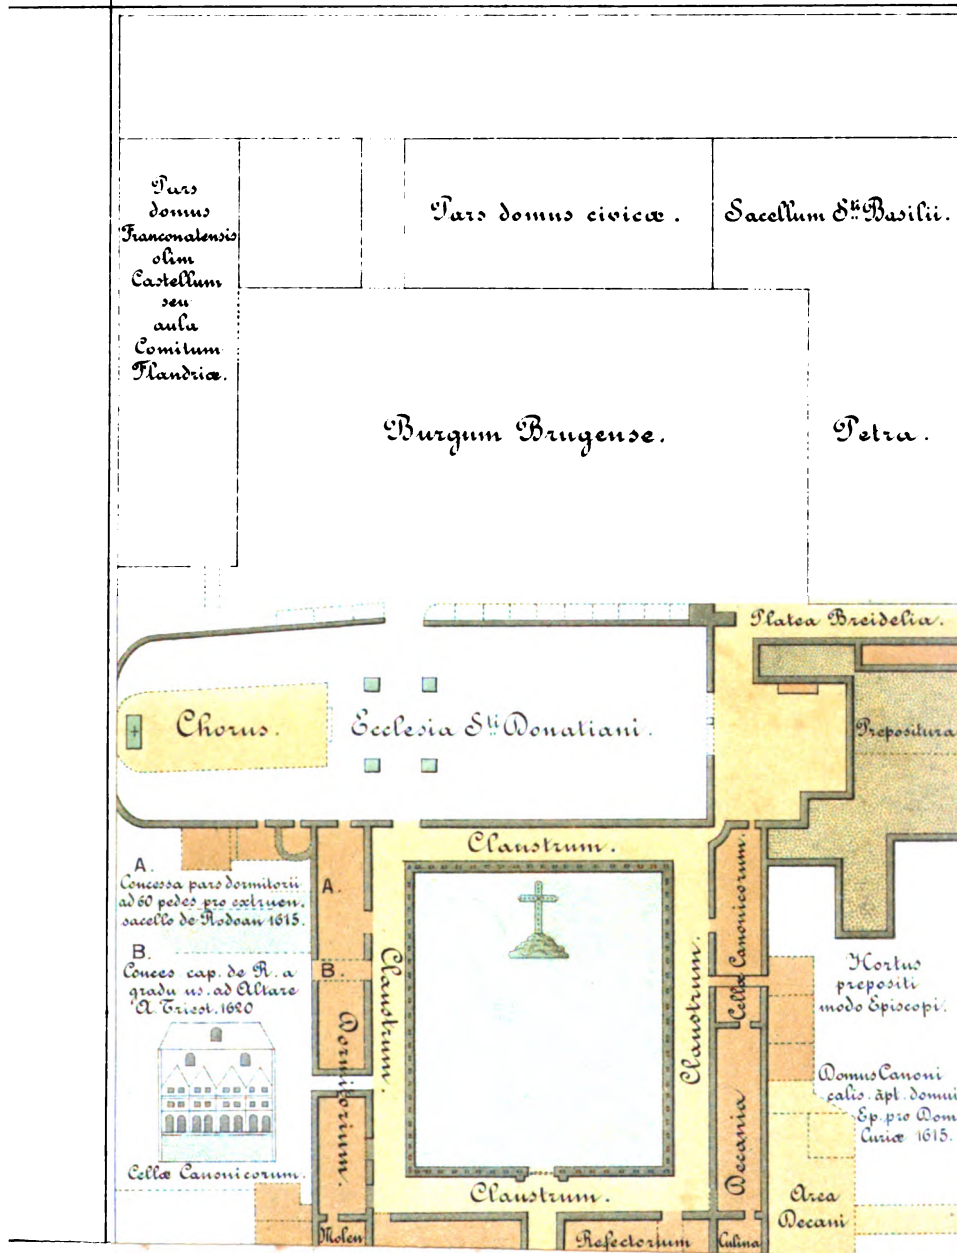 Pars
domus
Franconatensis
olim
Castellum
seu
aula
Comitum
Flandriæ.
Pars domus civicæ.
Sacellum Sti Basilii.
Burgum Brugense.
Petra.
Platea Breidelia.
Chorus.
Ecclesia Sti Donatiani.
Prepositura
Claustrum.
A.
Concessa pars dormitorii
ad 60 pedes pro extruen.
sacello de Rodoan 1615.
A.
B.
Conces cap. de R. a
gradu us. ad Altare
A. Triest. 1620
B.
Cellæ Canonicorum.
Dormitorium.
Claustrum.
Claustrum.
Cellæ Canonicorum.
Hortus
prepositi
modo Episcopi.
Domus Canoni
calis. āpt. domui
Ep. pro Dom
Curiæ 1615.
Decania
Claustrum.
Area
Decani
Molen
Refectorium
Culina